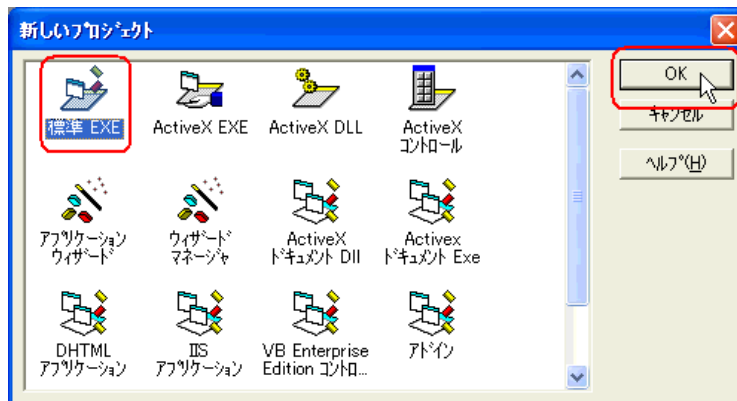 新しいﾌﾟﾛｼﾞｪｸﾄ
標準 EXE
ActiveX EXE
ActiveX DLL
ActiveX
ｺﾝﾄﾛｰﾙ
OK
ｷｬﾝｾﾙ
ﾍﾙﾌﾟ(H)
ｱﾌﾟﾘｹｰｼｮﾝ
ｳｨｻﾞｰﾄﾞ
ｳｨｻﾞｰﾄﾞ
ﾏﾈｰｼﾞｬ
ActiveX
ﾄﾞｷｭﾒﾝﾄ Dll
Activex
ﾄﾞｷｭﾒﾝﾄ Exe
DHTML
ｱﾌﾟﾘｹｰｼｮﾝ
IIS
ｱﾌﾟﾘｹｰｼｮﾝ
VB Enterprise
Edition ｺﾝﾄﾛ...
ｱﾄﾞｲﾝ